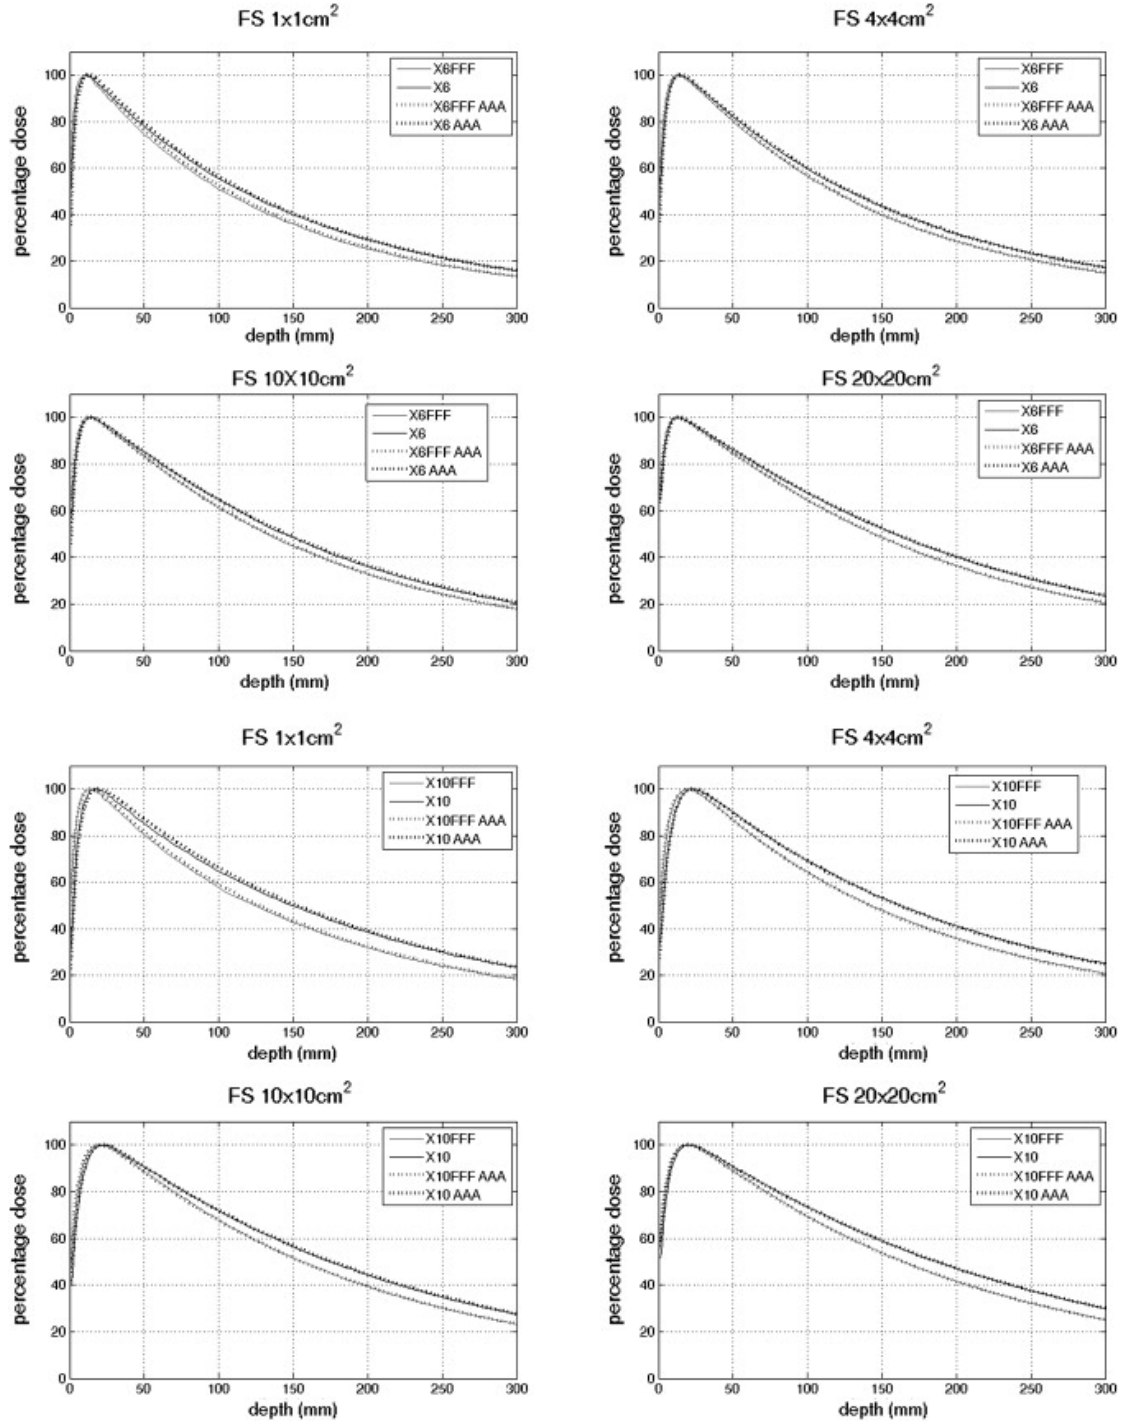 FS 1x1cm²
FS 4x4cm²
percentage dose
100
80
60
40
20
0
0 50 100 150 200 250 300
depth (mm)
X6FFF
X6
X6FFF AAA
X6 AAA
percentage dose
100
80
60
40
20
0
0 50 100 150 200 250 300
depth (mm)
X6FFF
X6
X6FFF AAA
X6 AAA
FS 10X10cm²
FS 20x20cm²
percentage dose
100
80
60
40
20
0
0 50 100 150 200 250 300
depth (mm)
X6FFF
X6
X6FFF AAA
X6 AAA
percentage dose
100
80
60
40
20
0
0 50 100 150 200 250 300
depth (mm)
X6FFF
X6
X6FFF AAA
X6 AAA
FS 1x1cm²
FS 4x4cm²
percentage dose
100
80
60
40
20
0
0 50 100 150 200 250 300
depth (mm)
X10FFF
X10
X10FFF AAA
X10 AAA
percentage dose
100
80
60
40
20
0
0 50 100 150 200 250 300
depth (mm)
X10FFF
X10
X10FFF AAA
X10 AAA
FS 10x10cm²
FS 20x20cm²
percentage dose
100
80
60
40
20
0
0 50 100 150 200 250 300
depth (mm)
X10FFF
X10
X10FFF AAA
X10 AAA
percentage dose
100
80
60
40
20
0
0 50 100 150 200 250 300
depth (mm)
X10FFF
X10
X10FFF AAA
X10 AAA